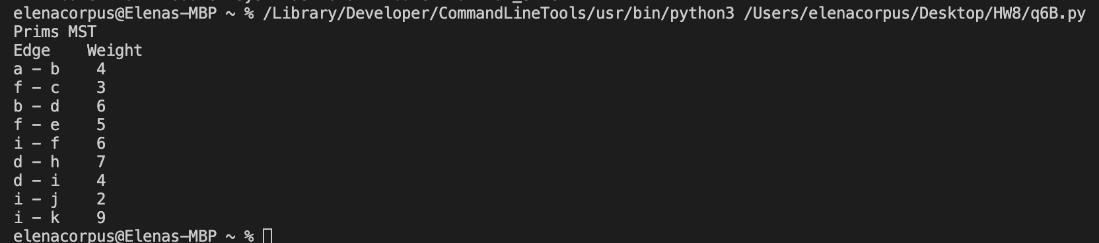 elenacorpus@Elenas-MBP ~ % /Library/Developer/CommandLineTools/usr/bin/python3 /Users/elenacorpus/Desktop/HW8/q6B.py
Prims MST
Edge    Weight
a - b    4
f - c    3
b - d    6
f - e    5
i - f    6
d - h    7
d - i    4
i - j    2
i - k    9
elenacorpus@Elenas-MBP ~ %